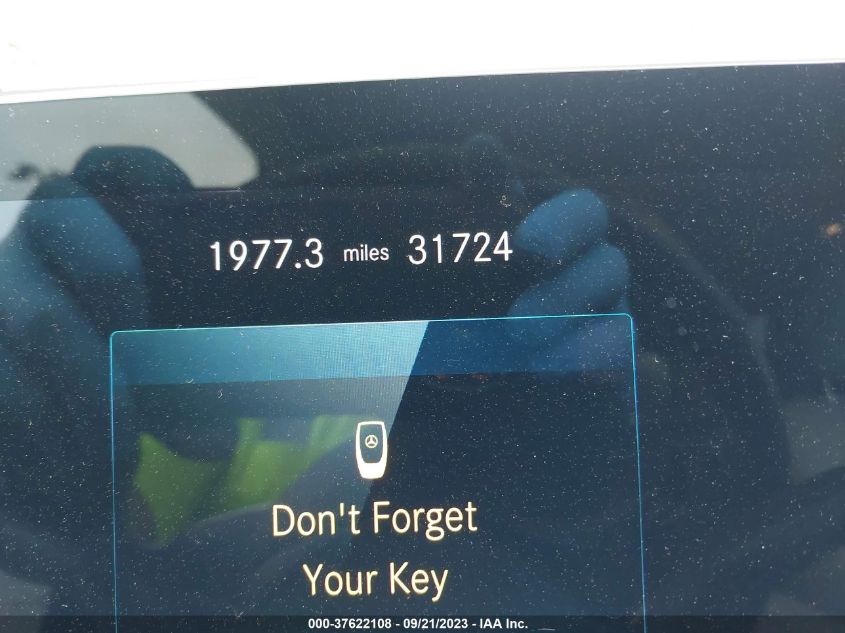 1977.3 miles 31724
Don't Forget
Your Key
000-37622108 - 09/21/2023 - IAA Inc.